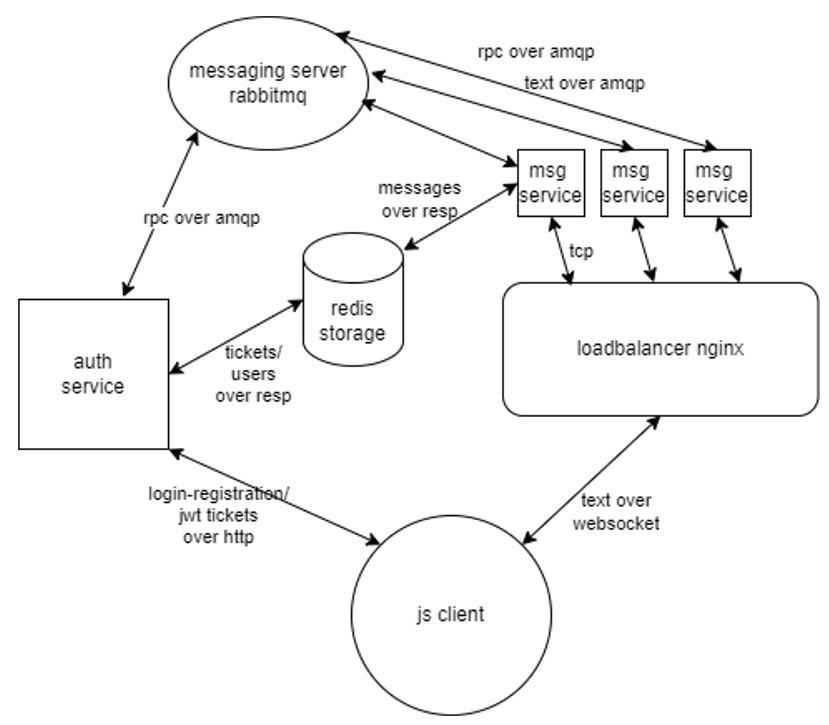 messaging server
rabbitmq
rpc over amqp
text over amqp
msg
service
msg
service
msg
service
messages
over resp
rpc over amqp
tcp
redis
storage
loadbalancer nginx
auth
service
tickets/
users
over resp
login-registration/
jwt tickets
over http
text over
websocket
js client